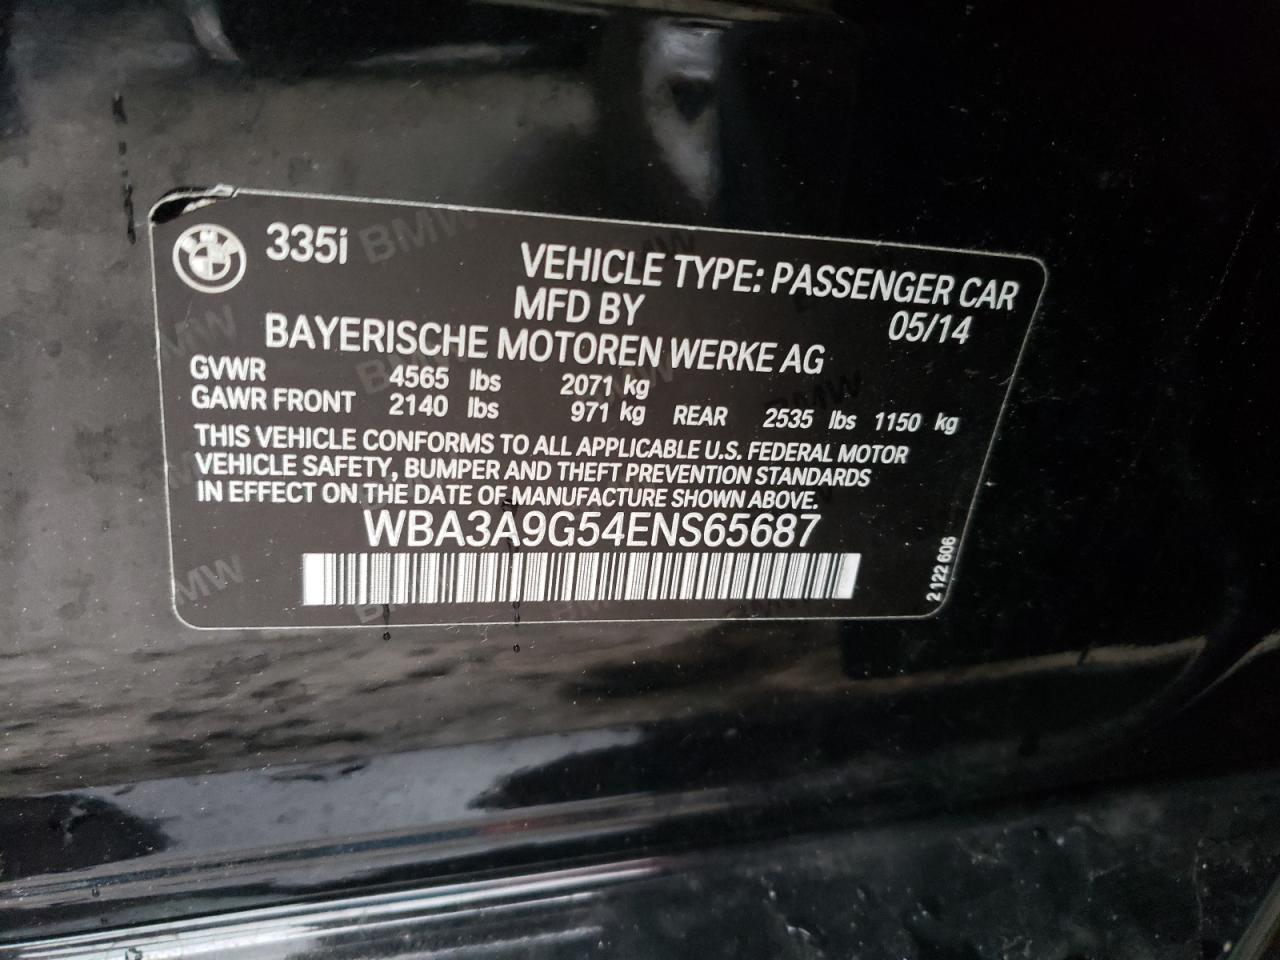 335i
VEHICLE TYPE: PASSENGER CAR
MFD BY 05/14
BAYERISCHE MOTOREN WERKE AG
GVWR 4565 lbs 2071 kg
GAWR FRONT 2140 lbs 971 kg REAR 2535 lbs 1150 kg
THIS VEHICLE CONFORMS TO ALL APPLICABLE U.S. FEDERAL MOTOR
VEHICLE SAFETY, BUMPER AND THEFT PREVENTION STANDARDS
IN EFFECT ON THE DATE OF MANUFACTURE SHOWN ABOVE.
WBA3A9G54ENS65687
2 122 606